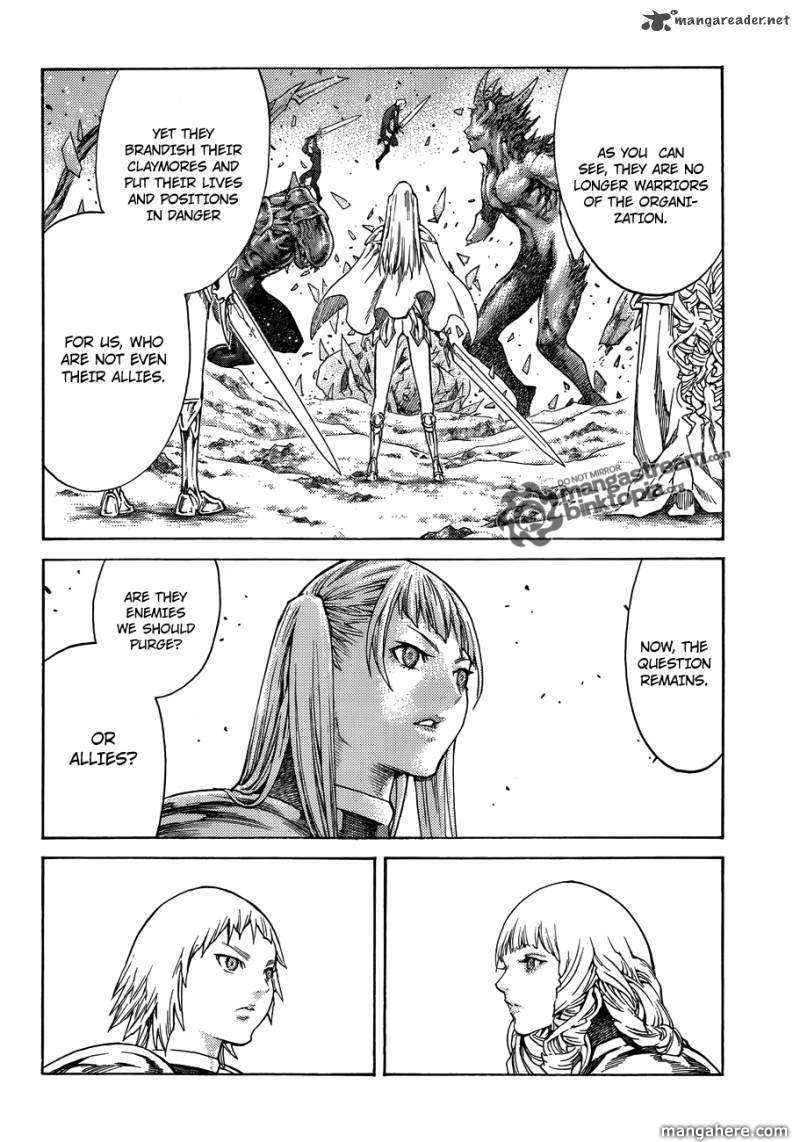 mangareader.net
AS YOU CAN
SEE, THEY ARE NO
LONGER WARRIORS
OF THE ORGANI-
ZATION.
YET THEY
BRANDISH THEIR
CLAYMORES AND
PUT THEIR LIVES
AND POSITIONS
IN DANGER
FOR US, WHO
ARE NOT EVEN
THEIR ALLIES.
DO NOT MIRROR
mangastream.com
binktopia.ru
NOW, THE
QUESTION
REMAINS.
ARE THEY
ENEMIES
WE SHOULD
PURGE?
OR
ALLIES?
mangahere.com